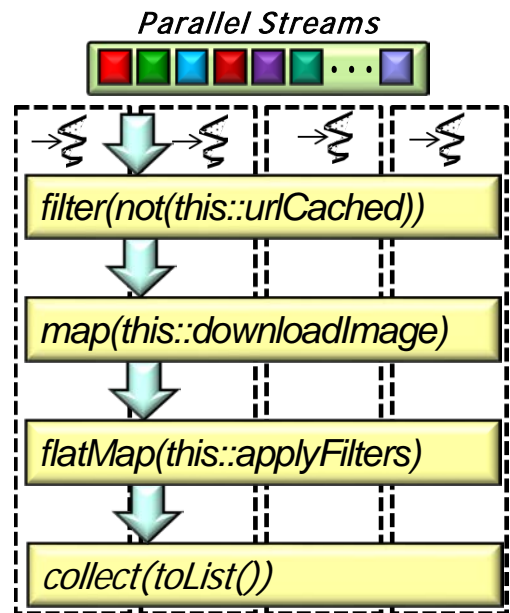 Parallel Streams
filter(not(this::urlCached))
map(this::downloadImage)
flatMap(this::applyFilters)
collect(toList())